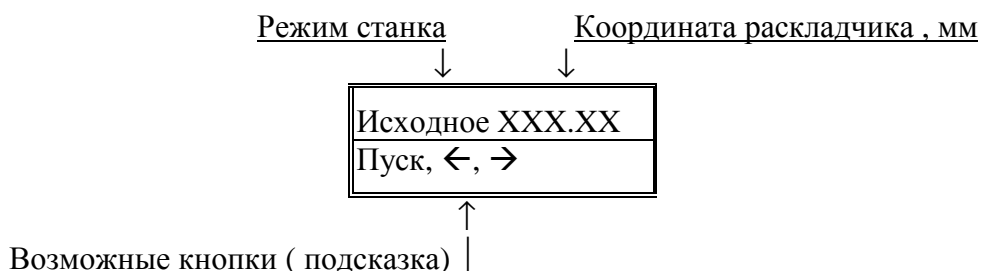 Режим станка Координата раскладчика , мм
↓ ↓
Исходное XXX.XX
Пуск, ←, →
↑
Возможные кнопки ( подсказка)